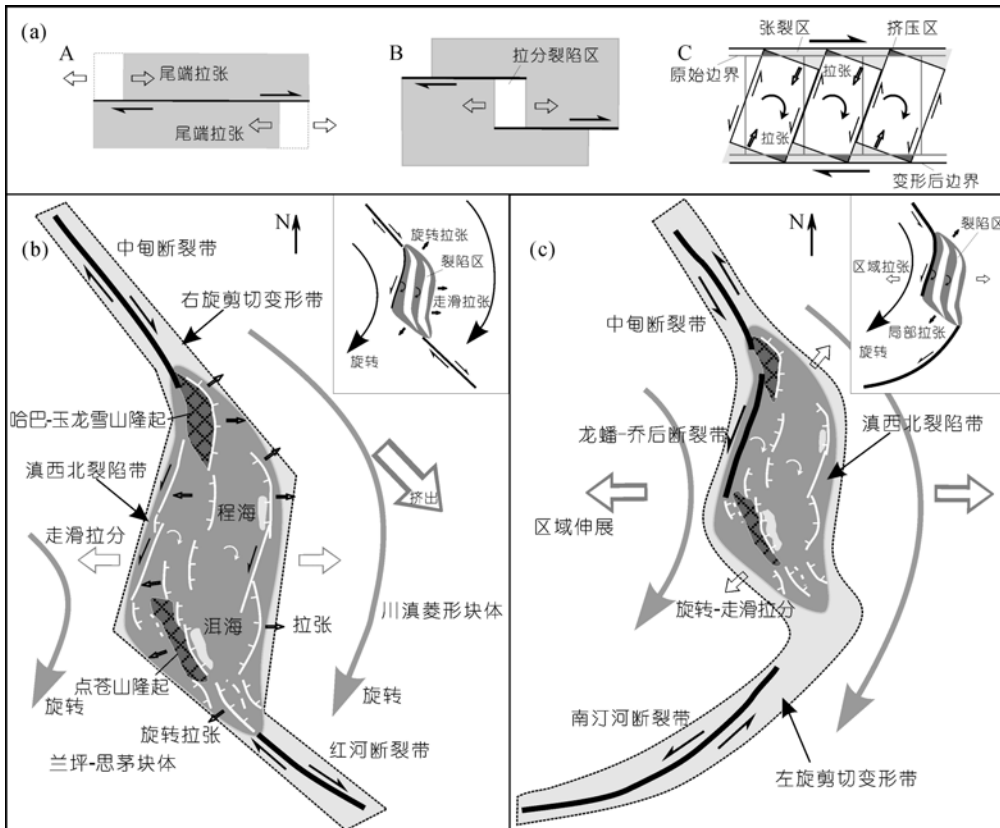 (a)
A
尾端拉张
尾端拉张
B
拉分裂陷区
C
张裂区
挤压区
原始边界
拉张
拉张
变形后边界
(b)
N
中甸断裂带
右旋剪切变形带
旋转拉张
裂陷区
走滑拉张
旋转
哈巴-玉龙雪山隆起
滇西北裂陷带
走滑拉分
程海
挤出
川滇菱形块体
洱海
拉张
点苍山隆起
旋转
旋转
旋转拉张
兰坪-思茅块体
红河断裂带
(c)
N
中甸断裂带
裂陷区
区域拉张
局部拉张
旋转
龙蟠-乔后断裂带
滇西北裂陷带
区域伸展
旋转-走滑拉分
南汀河断裂带
左旋剪切变形带